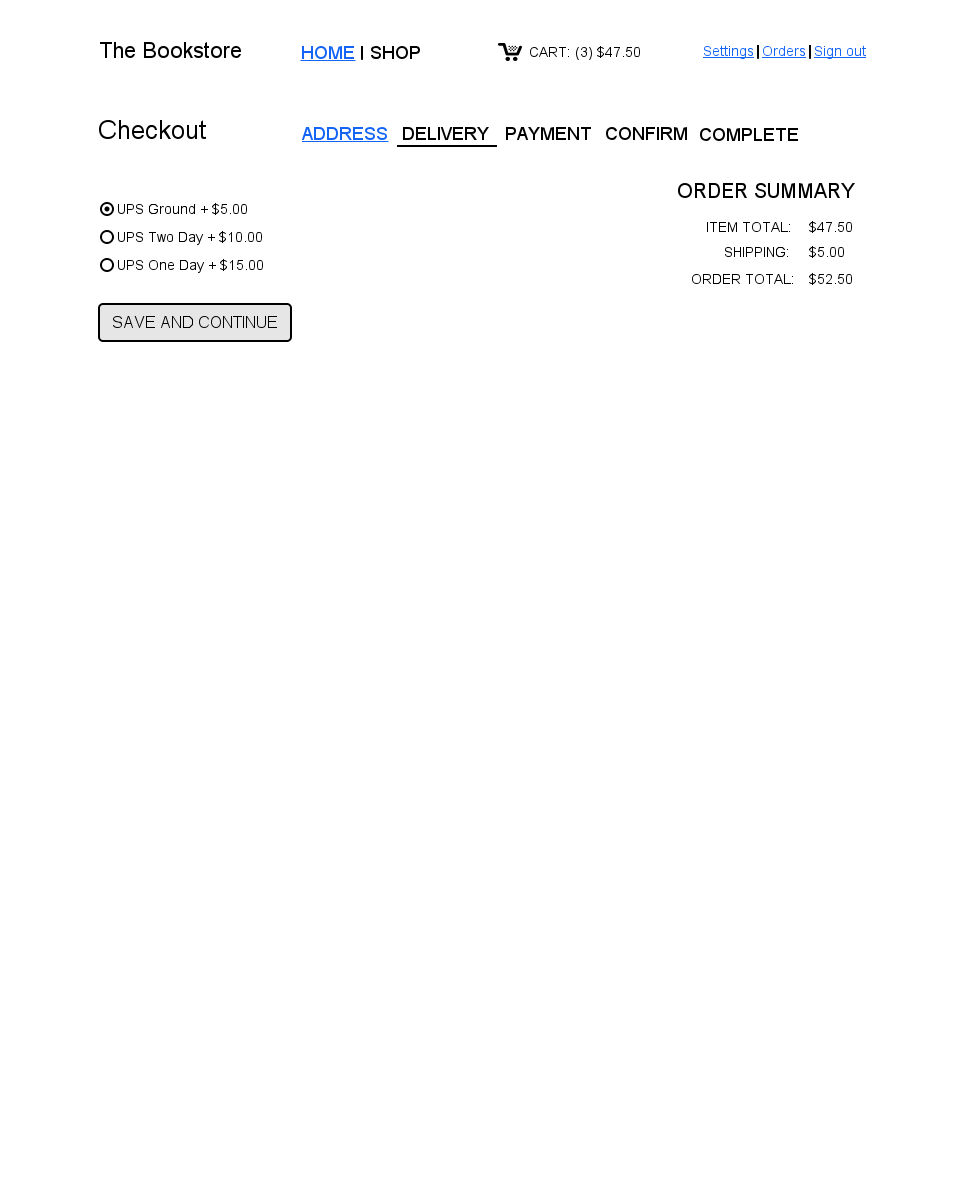 The Bookstore
HOME | SHOP
CART: (3) $47.50
Settings | Orders | Sign out
Checkout
ADDRESS DELIVERY PAYMENT CONFIRM COMPLETE
UPS Ground + $5.00
UPS Two Day + $10.00
UPS One Day + $15.00
SAVE AND CONTINUE
ORDER SUMMARY
ITEM TOTAL: $47.50
SHIPPING: $5.00
ORDER TOTAL: $52.50